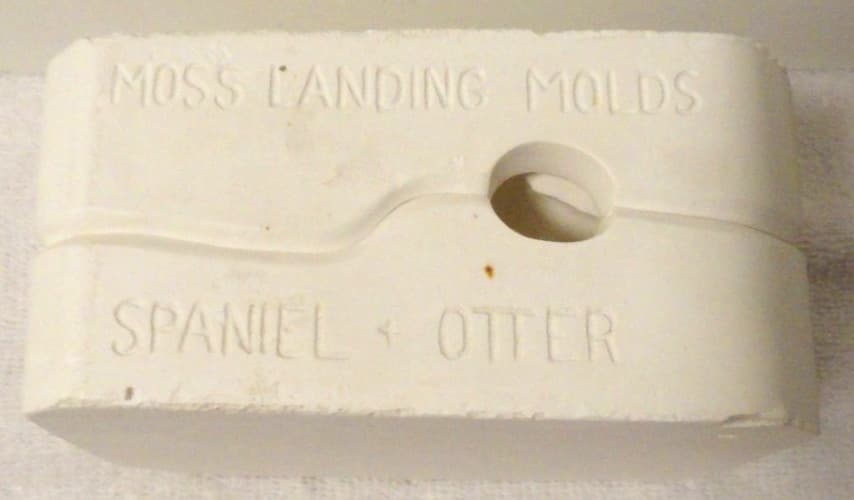 MOSS LANDING MOLDS
SPANIEL + OTTER